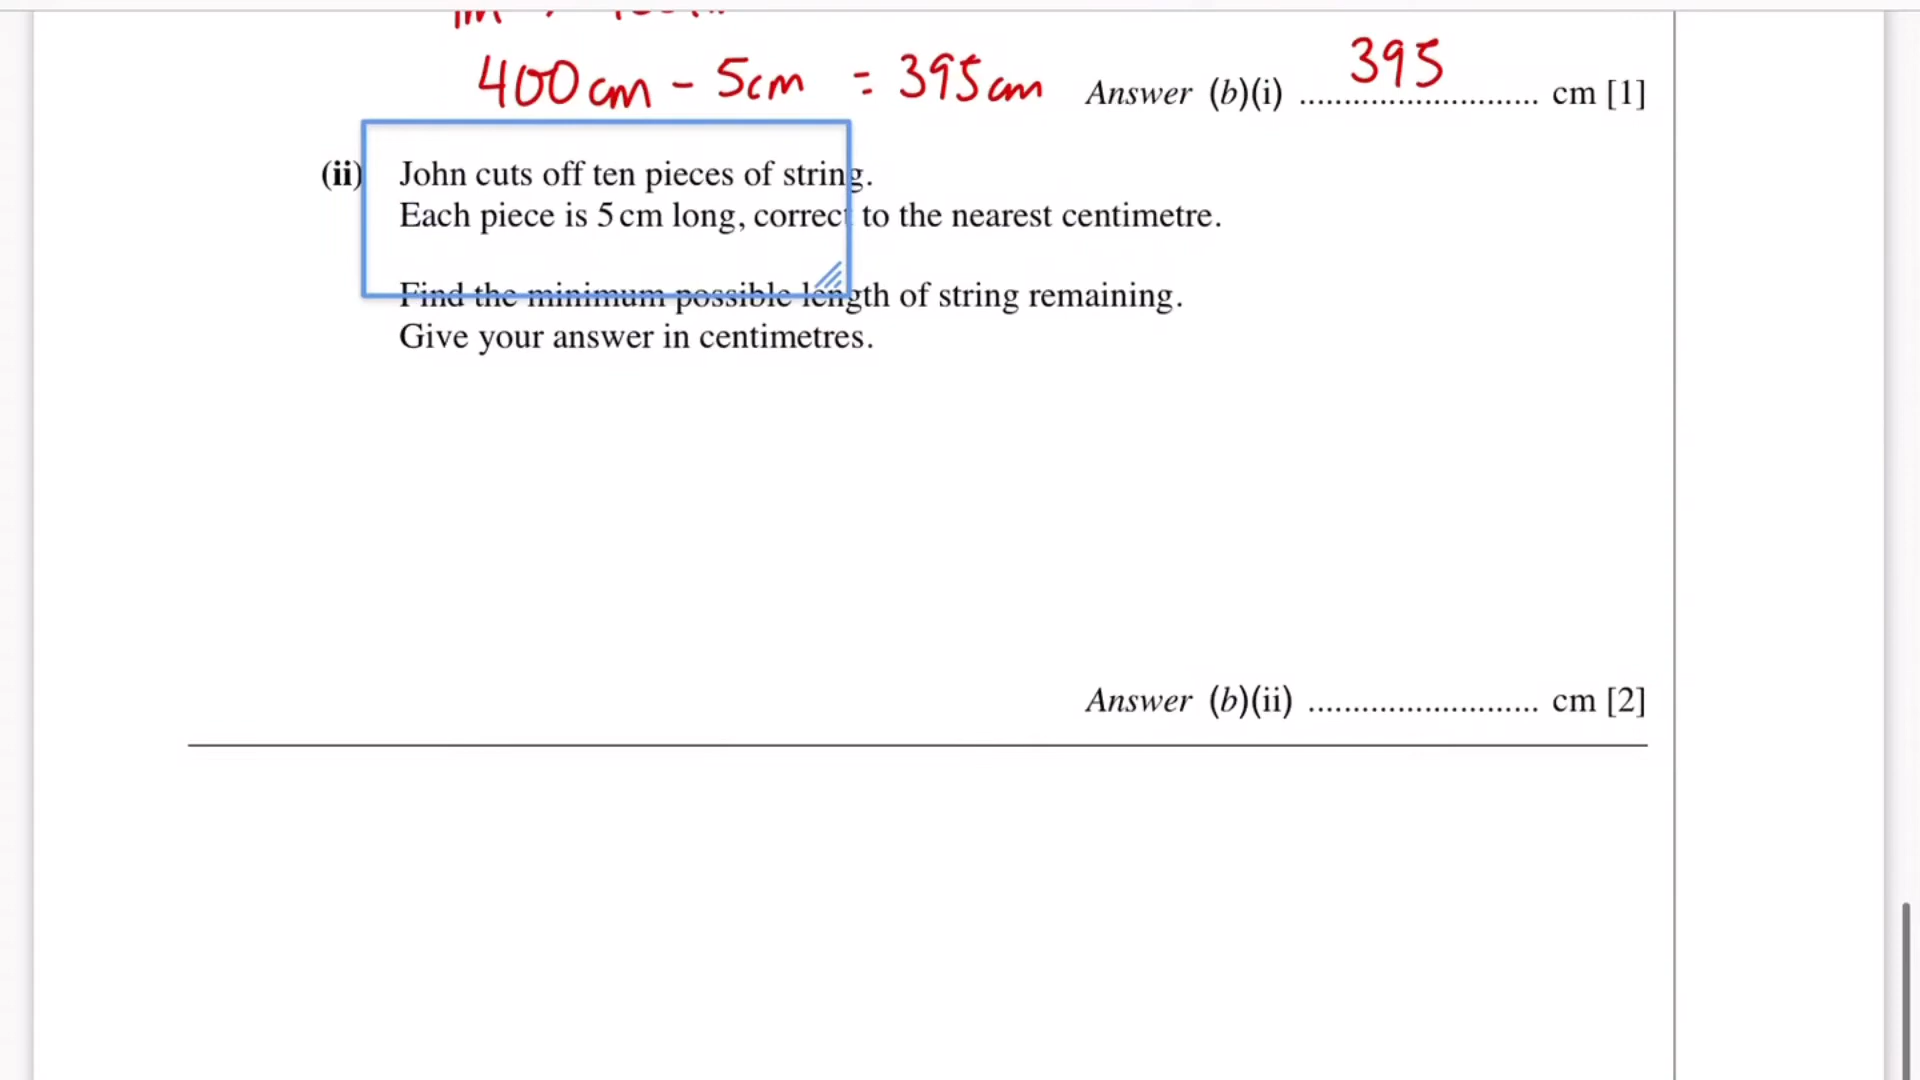 400cm - 5cm = 395cm Answer (b)(i) 395 cm [1]
(ii) John cuts off ten pieces of string.
Each piece is 5 cm long, correct to the nearest centimetre.
Find the minimum possible length of string remaining.
Give your answer in centimetres.
Answer (b)(ii) .......................... cm [2]